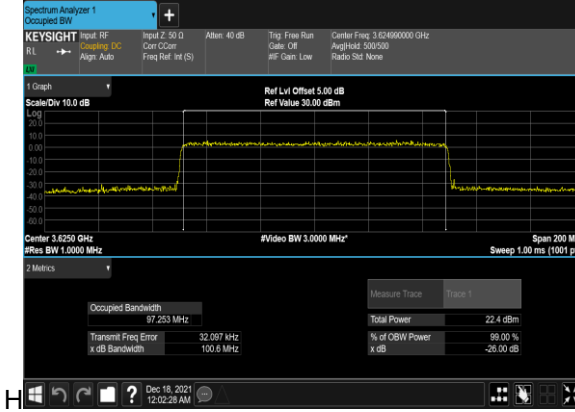 Spectrum Analyzer 1
Occupied BW
+
KEYSIGHT Input: RF Input Z: 50 Ω Atten: 40 dB Trig: Free Run Center Freq: 3.624990000 GHz
RL Coupling: DC Corr CCorr Gate: Off Avg|Hold: 500/500
Align: Auto Freq Ref: Int (S) #IF Gain: Low Radio Std: None
LV
1 Graph
Ref Lvl Offset 5.00 dB
Scale/Div 10.0 dB Ref Value 30.00 dBm
Log
20.0
10.0
0.00
-10.0
-20.0
-30.0
-40.0
-50.0
-60.0
Center 3.6250 GHz #Video BW 3.0000 MHz* Span 200 M
#Res BW 1.0000 MHz Sweep 1.00 ms (1001 p
2 Metrics
Measure Trace Trace 1
Occupied Bandwidth
97.253 MHz Total Power 22.4 dBm
Transmit Freq Error 32.097 kHz % of OBW Power 99.00 %
x dB Bandwidth 100.6 MHz x dB -26.00 dB
H ? Dec 18, 2021
12:02:28 AM